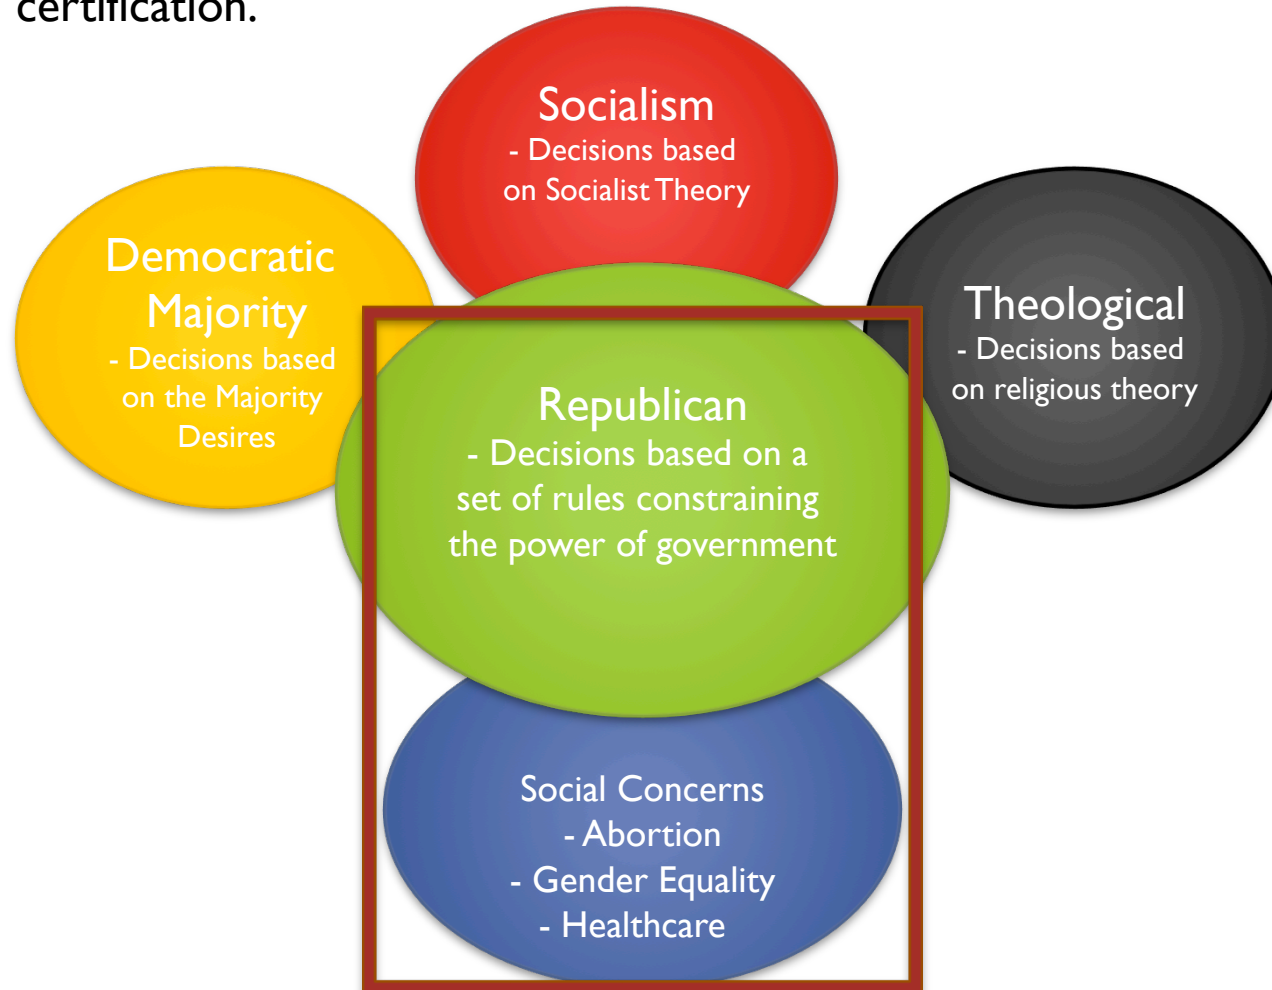 certification.
Socialism
- Decisions based
on Socialist Theory
Democratic
Majority
- Decisions based
on the Majority
Desires
Theological
- Decisions based
on religious theory
Republican
- Decisions based on a
set of rules constraining
the power of government
Social Concerns
- Abortion
- Gender Equality
- Healthcare